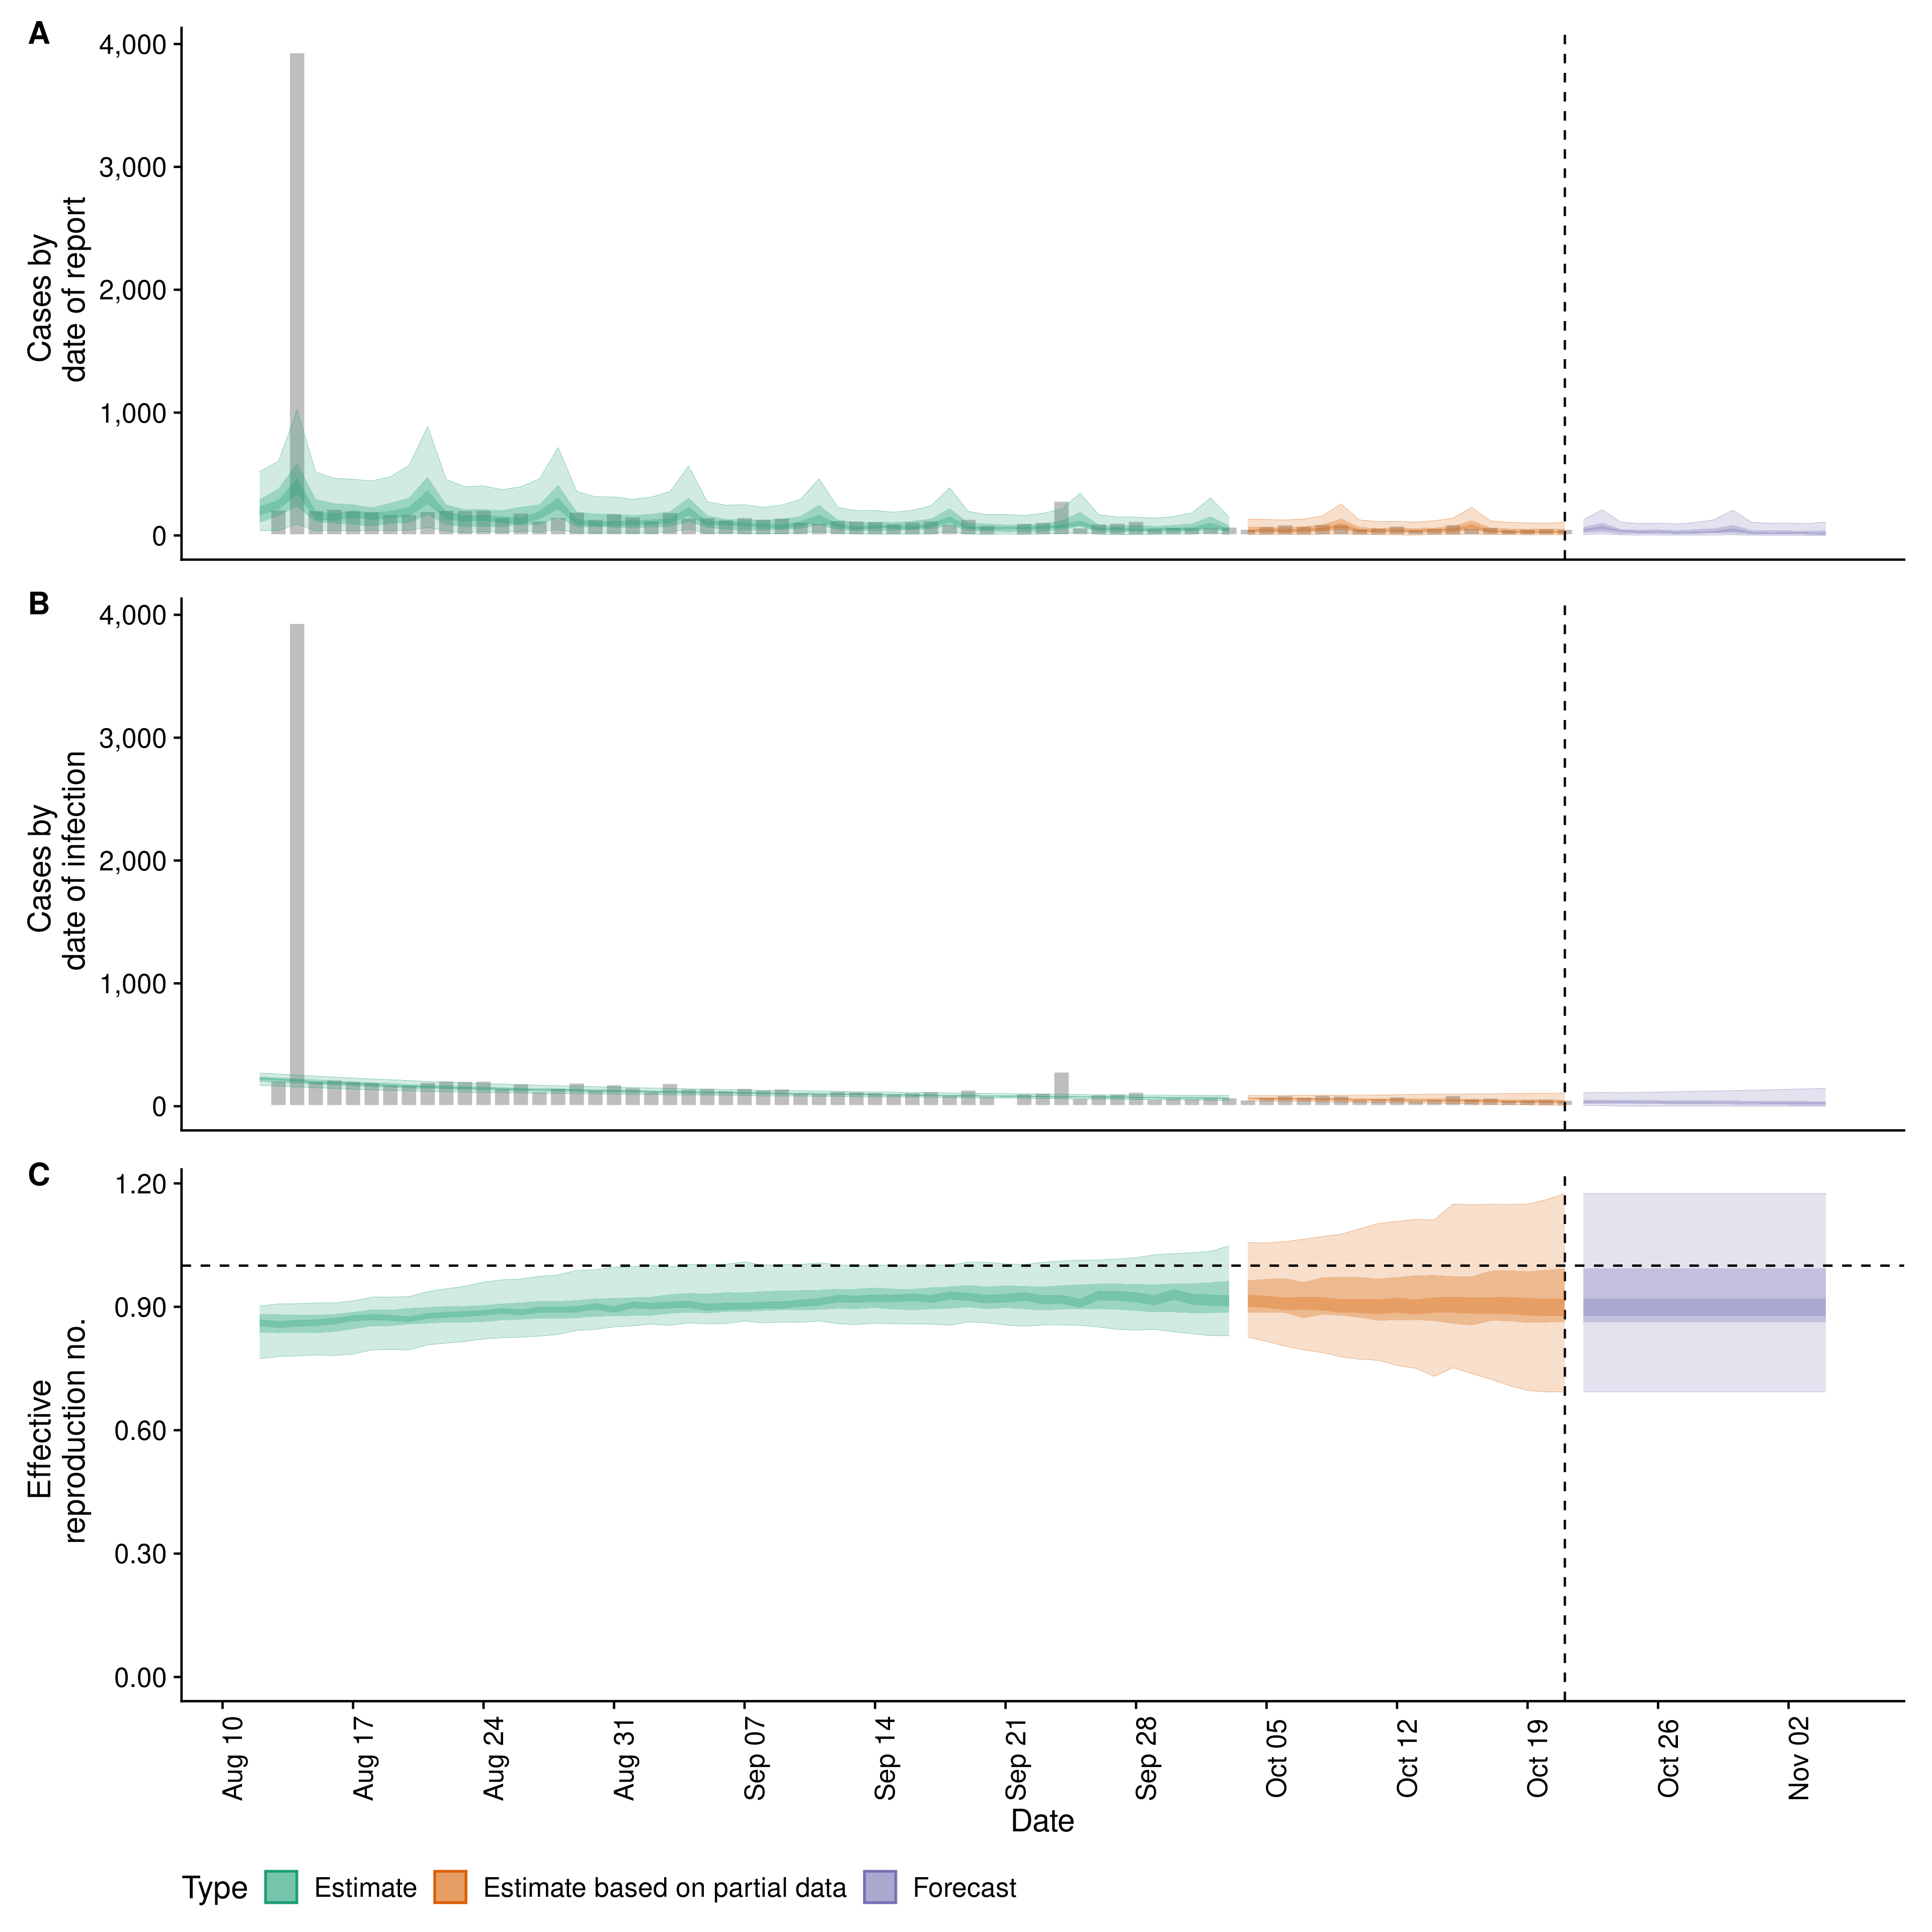 A
4,000
3,000
2,000
1,000
0
Cases by
date of report
B
4,000
3,000
2,000
1,000
0
Cases by
date of infection
C
1.20
0.90
0.60
0.30
0.00
Effective
reproduction no.
Aug 10
Aug 17
Aug 24
Aug 31
Sep 07
Sep 14
Sep 21
Sep 28
Oct 05
Oct 12
Oct 19
Oct 26
Nov 02
Date
Type
Estimate
Estimate based on partial data
Forecast